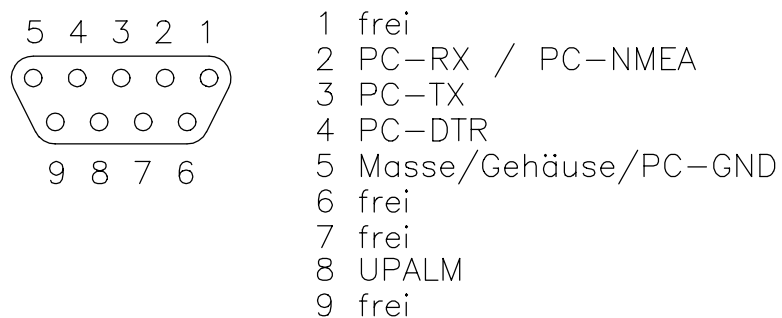 5 4 3 2 1
9 8 7 6
1 frei
2 PC-RX / PC-NMEA
3 PC-TX
4 PC-DTR
5 Masse/Gehäuse/PC-GND
6 frei
7 frei
8 UPALM
9 frei